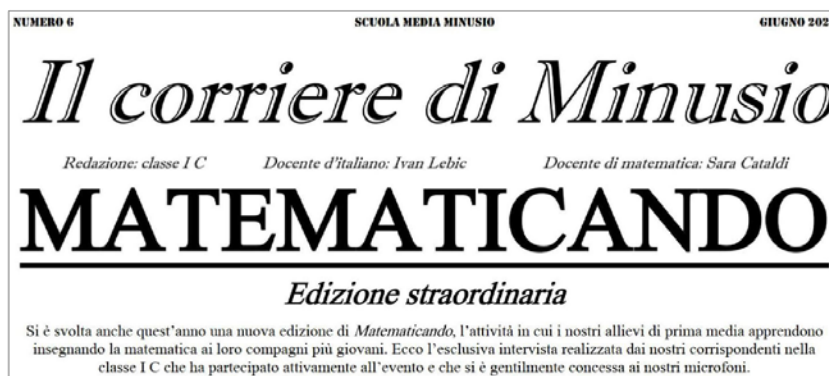 NUMERO 6 SCUOLA MEDIA MINUSIO GIUGNO 202
Il corriere di Minusio
Redazione: classe I C Docente d'italiano: Ivan Lebic Docente di matematica: Sara Cataldi
MATEMATICANDO
Edizione straordinaria
Si è svolta anche quest'anno una nuova edizione di Matematicando, l'attività in cui i nostri allievi di prima media apprendono
insegnando la matematica ai loro compagni più giovani. Ecco l'esclusiva intervista realizzata dai nostri corrispondenti nella
classe I C che ha partecipato attivamente all'evento e che si è gentilmente concessa ai nostri microfoni.